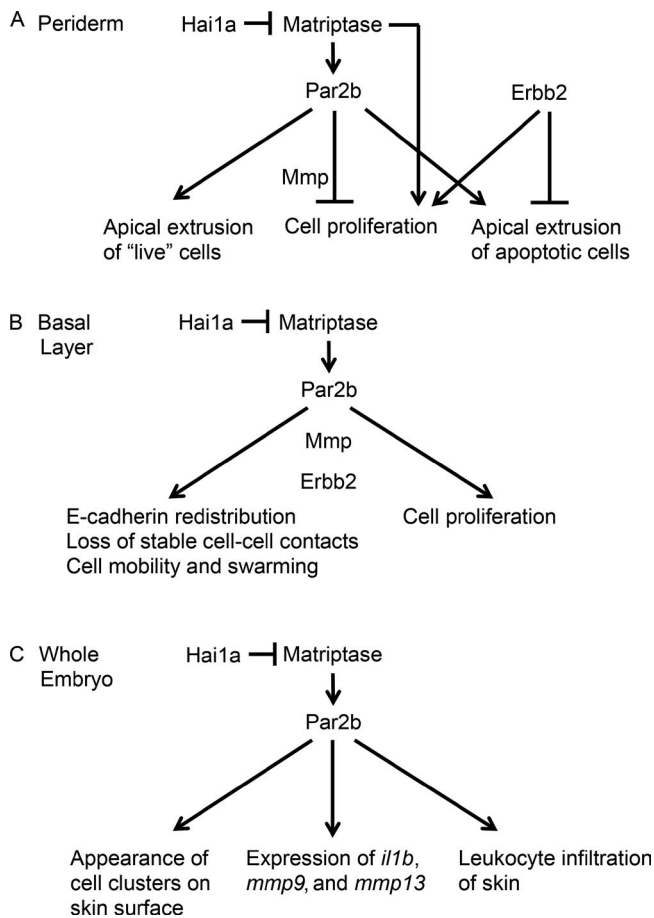 A Periderm
Hai1a Matriptase
Par2b
Erbb2
Mmp
Apical extrusion
of “live” cells
Cell proliferation
Apical extrusion
of apoptotic cells
B Basal
Layer
Hai1a Matriptase
Par2b
Mmp
Erbb2
E-cadherin redistribution
Loss of stable cell-cell contacts
Cell mobility and swarming
Cell proliferation
C Whole
Embryo
Hai1a Matriptase
Par2b
Appearance of
cell clusters on
skin surface
Expression of il1b,
mmp9, and mmp13
Leukocyte infiltration
of skin